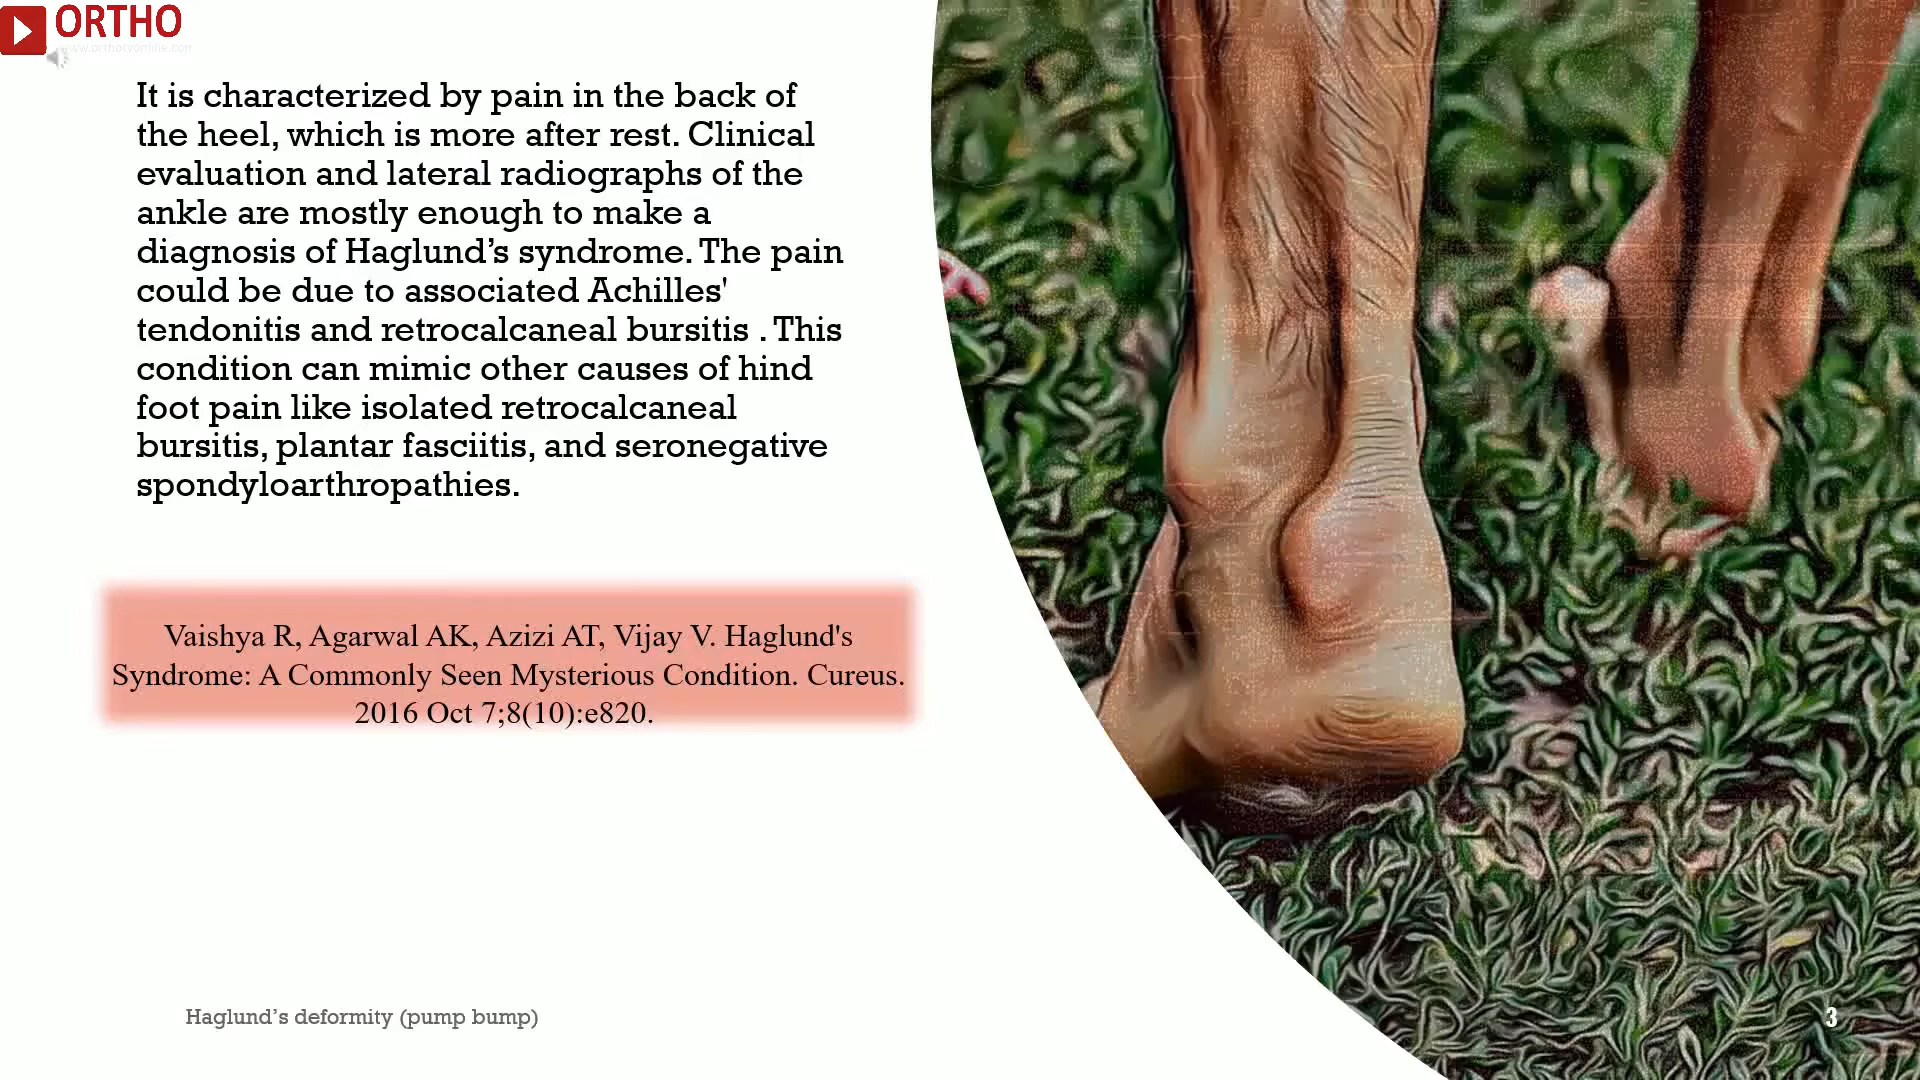 ORTHO
www.orthotvonline.com
It is characterized by pain in the back of
the heel, which is more after rest. Clinical
evaluation and lateral radiographs of the
ankle are mostly enough to make a
diagnosis of Haglund’s syndrome. The pain
could be due to associated Achilles'
tendonitis and retrocalcaneal bursitis . This
condition can mimic other causes of hind
foot pain like isolated retrocalcaneal
bursitis, plantar fasciitis, and seronegative
spondyloarthropathies.
Vaishya R, Agarwal AK, Azizi AT, Vijay V. Haglund's
Syndrome: A Commonly Seen Mysterious Condition. Cureus.
2016 Oct 7;8(10):e820.
Haglund’s deformity (pump bump)
3